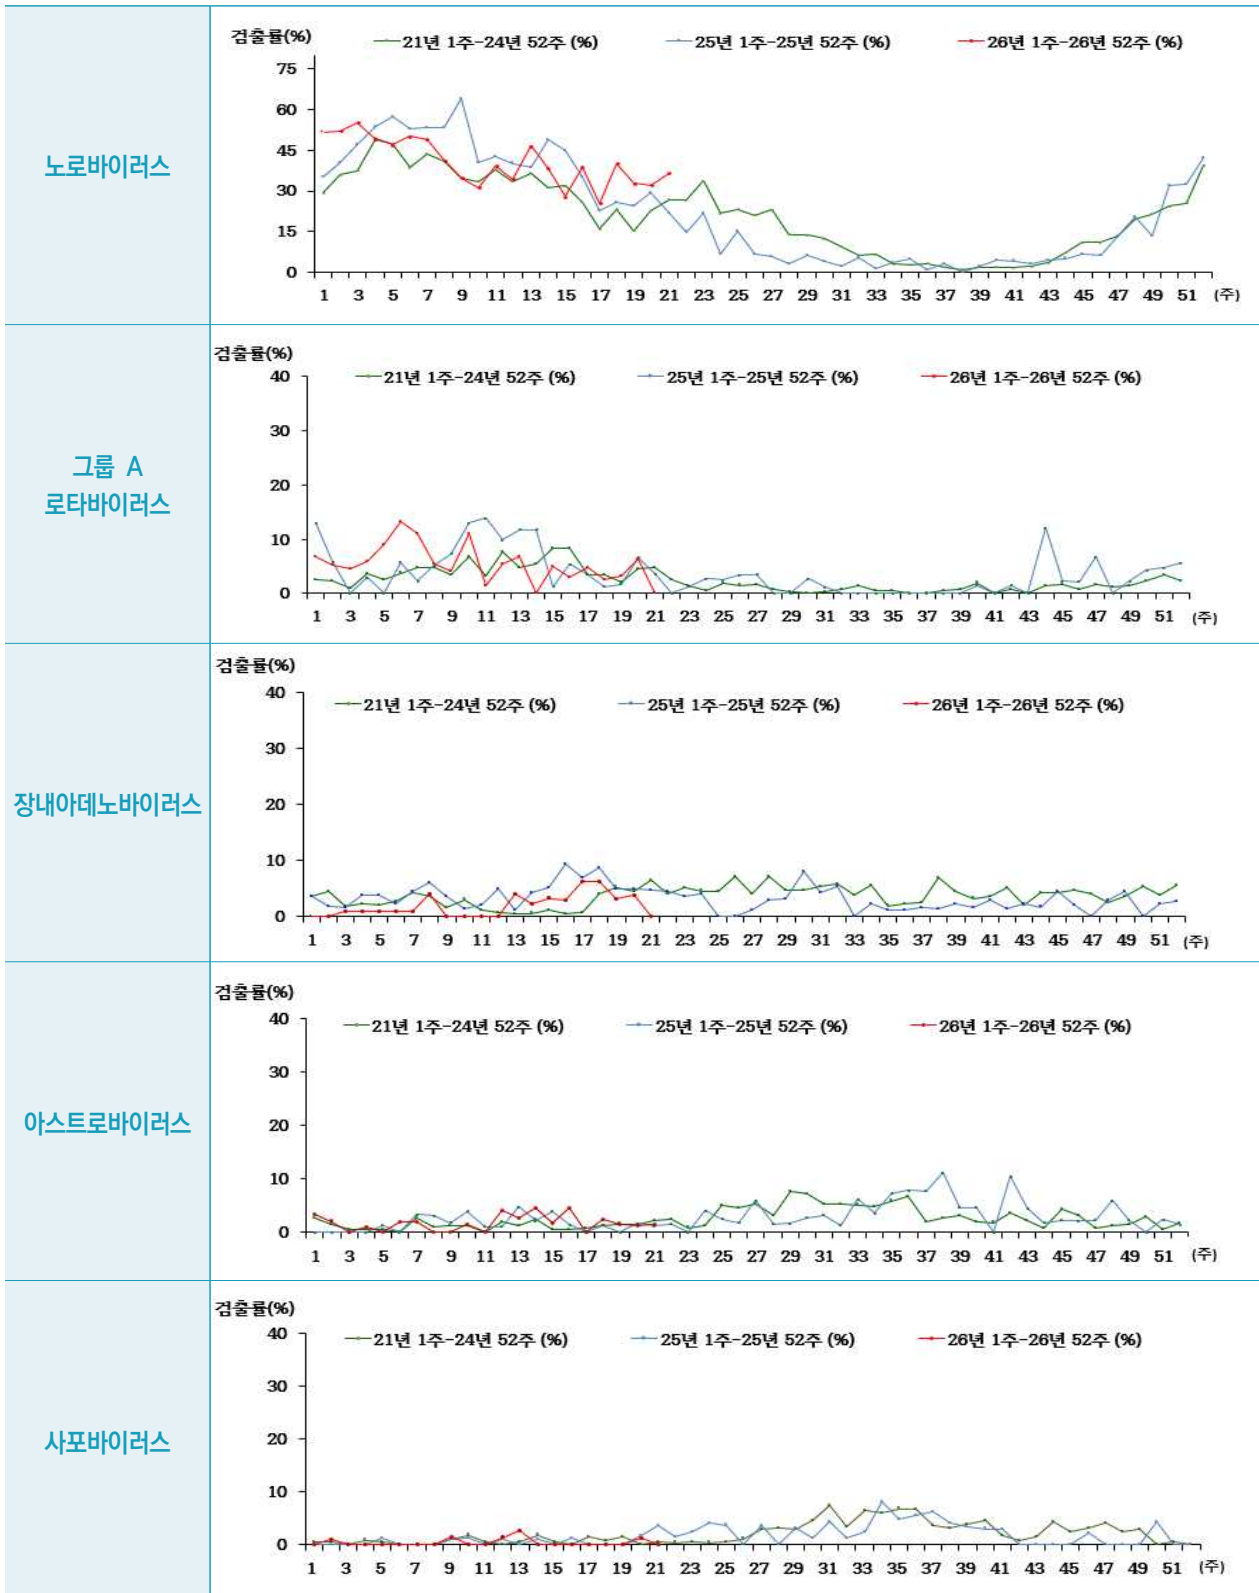 노로바이러스
검출률(%)
21년 1주-24년 52주 (%) 25년 1주-25년 52주 (%) 26년 1주-26년 52주 (%)
75
60
45
30
15
0
1 3 5 7 9 11 13 15 17 19 21 23 25 27 29 31 33 35 37 39 41 43 45 47 49 51 (주)
그룹 A
로타바이러스
검출률(%)
21년 1주-24년 52주 (%) 25년 1주-25년 52주 (%) 26년 1주-26년 52주 (%)
40
30
20
10
0
1 3 5 7 9 11 13 15 17 19 21 23 25 27 29 31 33 35 37 39 41 43 45 47 49 51 (주)
장내아데노바이러스
검출률(%)
21년 1주-24년 52주 (%) 25년 1주-25년 52주 (%) 26년 1주-26년 52주 (%)
40
30
20
10
0
1 3 5 7 9 11 13 15 17 19 21 23 25 27 29 31 33 35 37 39 41 43 45 47 49 51 (주)
아스트로바이러스
검출률(%)
21년 1주-24년 52주 (%) 25년 1주-25년 52주 (%) 26년 1주-26년 52주 (%)
40
30
20
10
0
1 3 5 7 9 11 13 15 17 19 21 23 25 27 29 31 33 35 37 39 41 43 45 47 49 51 (주)
사포바이러스
검출률(%)
21년 1주-24년 52주 (%) 25년 1주-25년 52주 (%) 26년 1주-26년 52주 (%)
40
30
20
10
0
1 3 5 7 9 11 13 15 17 19 21 23 25 27 29 31 33 35 37 39 41 43 45 47 49 51 (주)